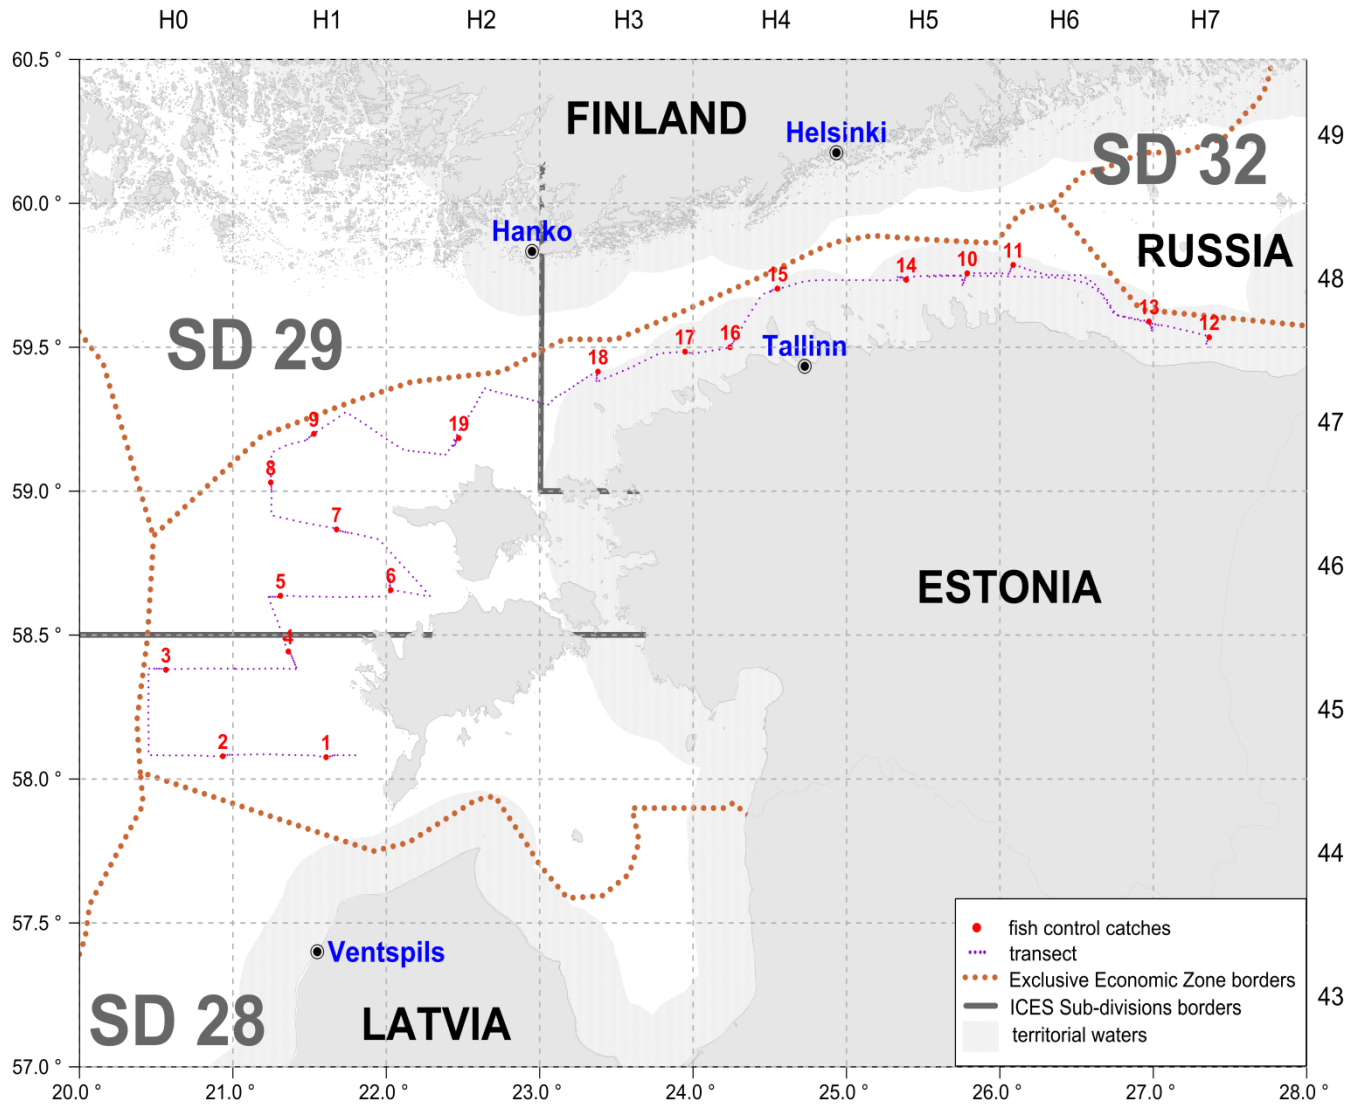 H0 H1 H2 H3 H4 H5 H6 H7
60.5 °
FINLAND
Helsinki
49
SD 32
60.0 °
Hanko
RUSSIA
11
10
14
15
48
13
12
SD 29
16
17
Tallinn
59.5 °
18
9
19
47
8
59.0 °
7
6
5
46
ESTONIA
58.5 °
4
3
45
2
1
58.0 °
44
57.5 °
fish control catches
Ventspils
transect
Exclusive Economic Zone borders
43
SD 28
LATVIA
ICES Sub-divisions borders
territorial waters
57.0 °
20.0 ° 21.0 ° 22.0 ° 23.0 ° 24.0 ° 25.0 ° 26.0 ° 27.0 ° 28.0 °